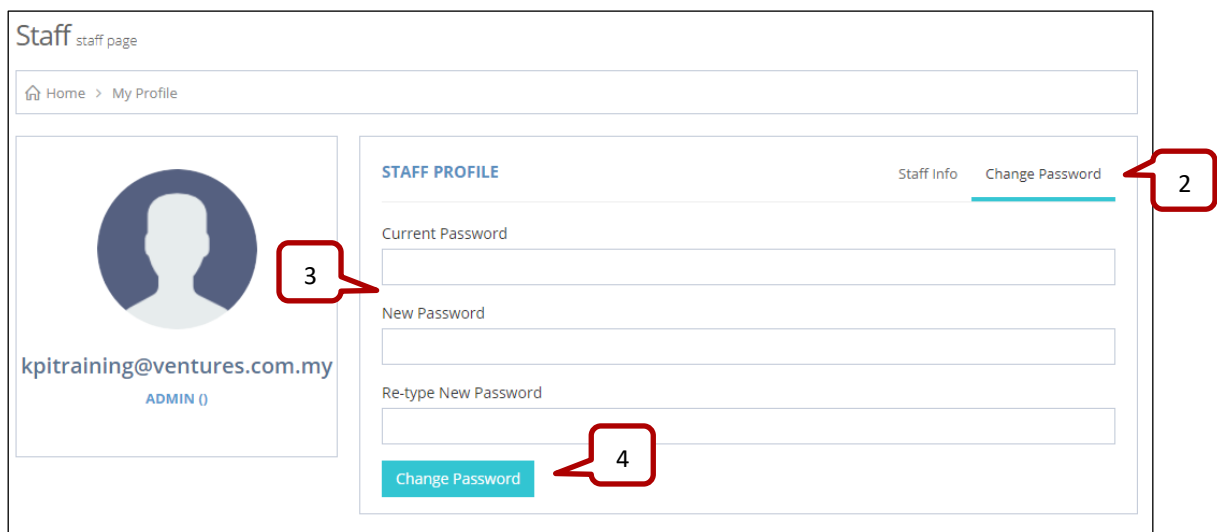 Staff staff page
Home > My Profile
kpitraining@ventures.com.my
ADMIN ()
STAFF PROFILE
Staff Info Change Password
2
Current Password
3
New Password
Re-type New Password
Change Password
4